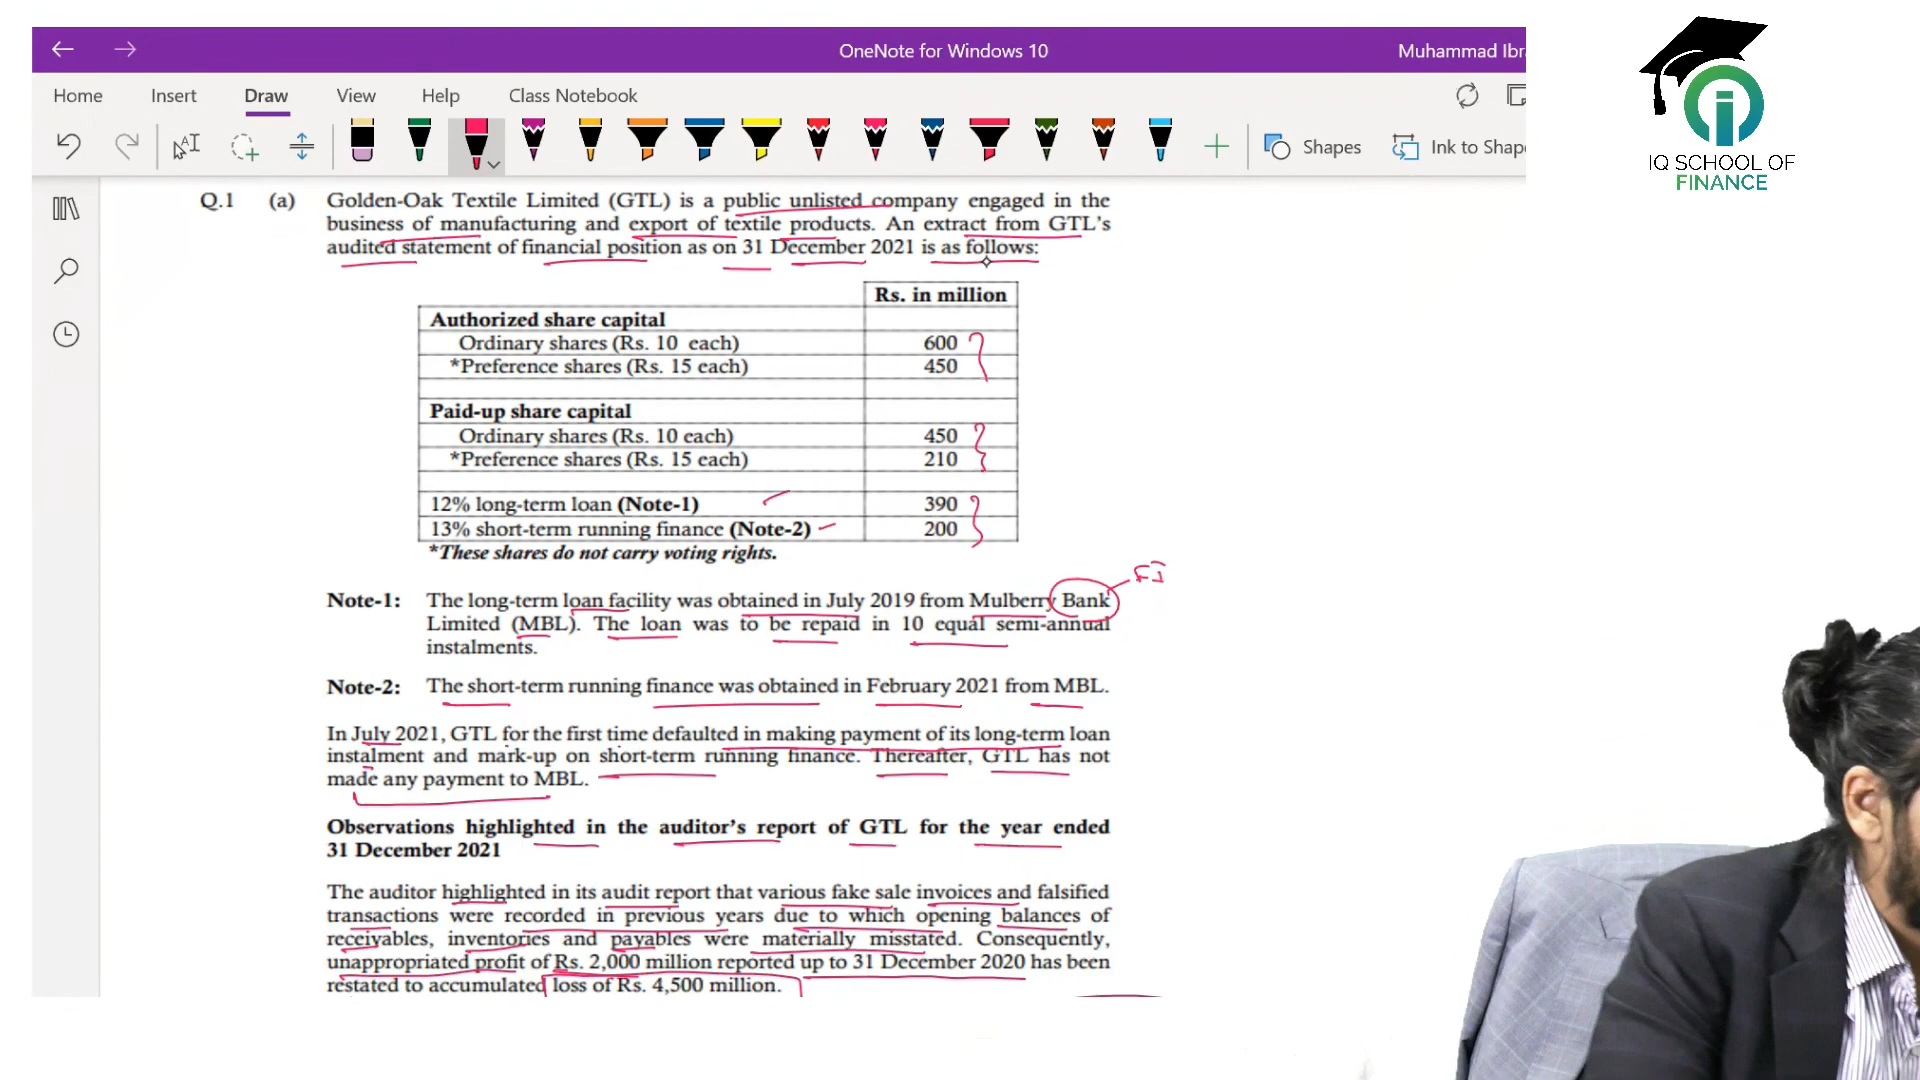 OneNote for Windows 10
Muhammad Ibr
Home Insert Draw View Help Class Notebook
Shapes Ink to Shap
IQ SCHOOL OF
FINANCE
Q.1 (a) Golden-Oak Textile Limited (GTL) is a public unlisted company engaged in the
business of manufacturing and export of textile products. An extract from GTL's
audited statement of financial position as on 31 December 2021 is as follows:
Rs. in million
Authorized share capital
Ordinary shares (Rs. 10 each) 600
*Preference shares (Rs. 15 each) 450
Paid-up share capital
Ordinary shares (Rs. 10 each) 450
*Preference shares (Rs. 15 each) 210
12% long-term loan (Note-1) 390
13% short-term running finance (Note-2) 200
*These shares do not carry voting rights.
FI
Note-1: The long-term loan facility was obtained in July 2019 from Mulberry Bank
Limited (MBL). The loan was to be repaid in 10 equal semi-annual
instalments.
Note-2: The short-term running finance was obtained in February 2021 from MBL.
In July 2021, GTL for the first time defaulted in making payment of its long-term loan
instalment and mark-up on short-term running finance. Thereafter, GTL has not
made any payment to MBL.
Observations highlighted in the auditor's report of GTL for the year ended
31 December 2021
The auditor highlighted in its audit report that various fake sale invoices and falsified
transactions were recorded in previous years due to which opening balances of
receivables, inventories and payables were materially misstated. Consequently,
unappropriated profit of Rs. 2,000 million reported up to 31 December 2020 has been
restated to accumulated loss of Rs. 4,500 million.